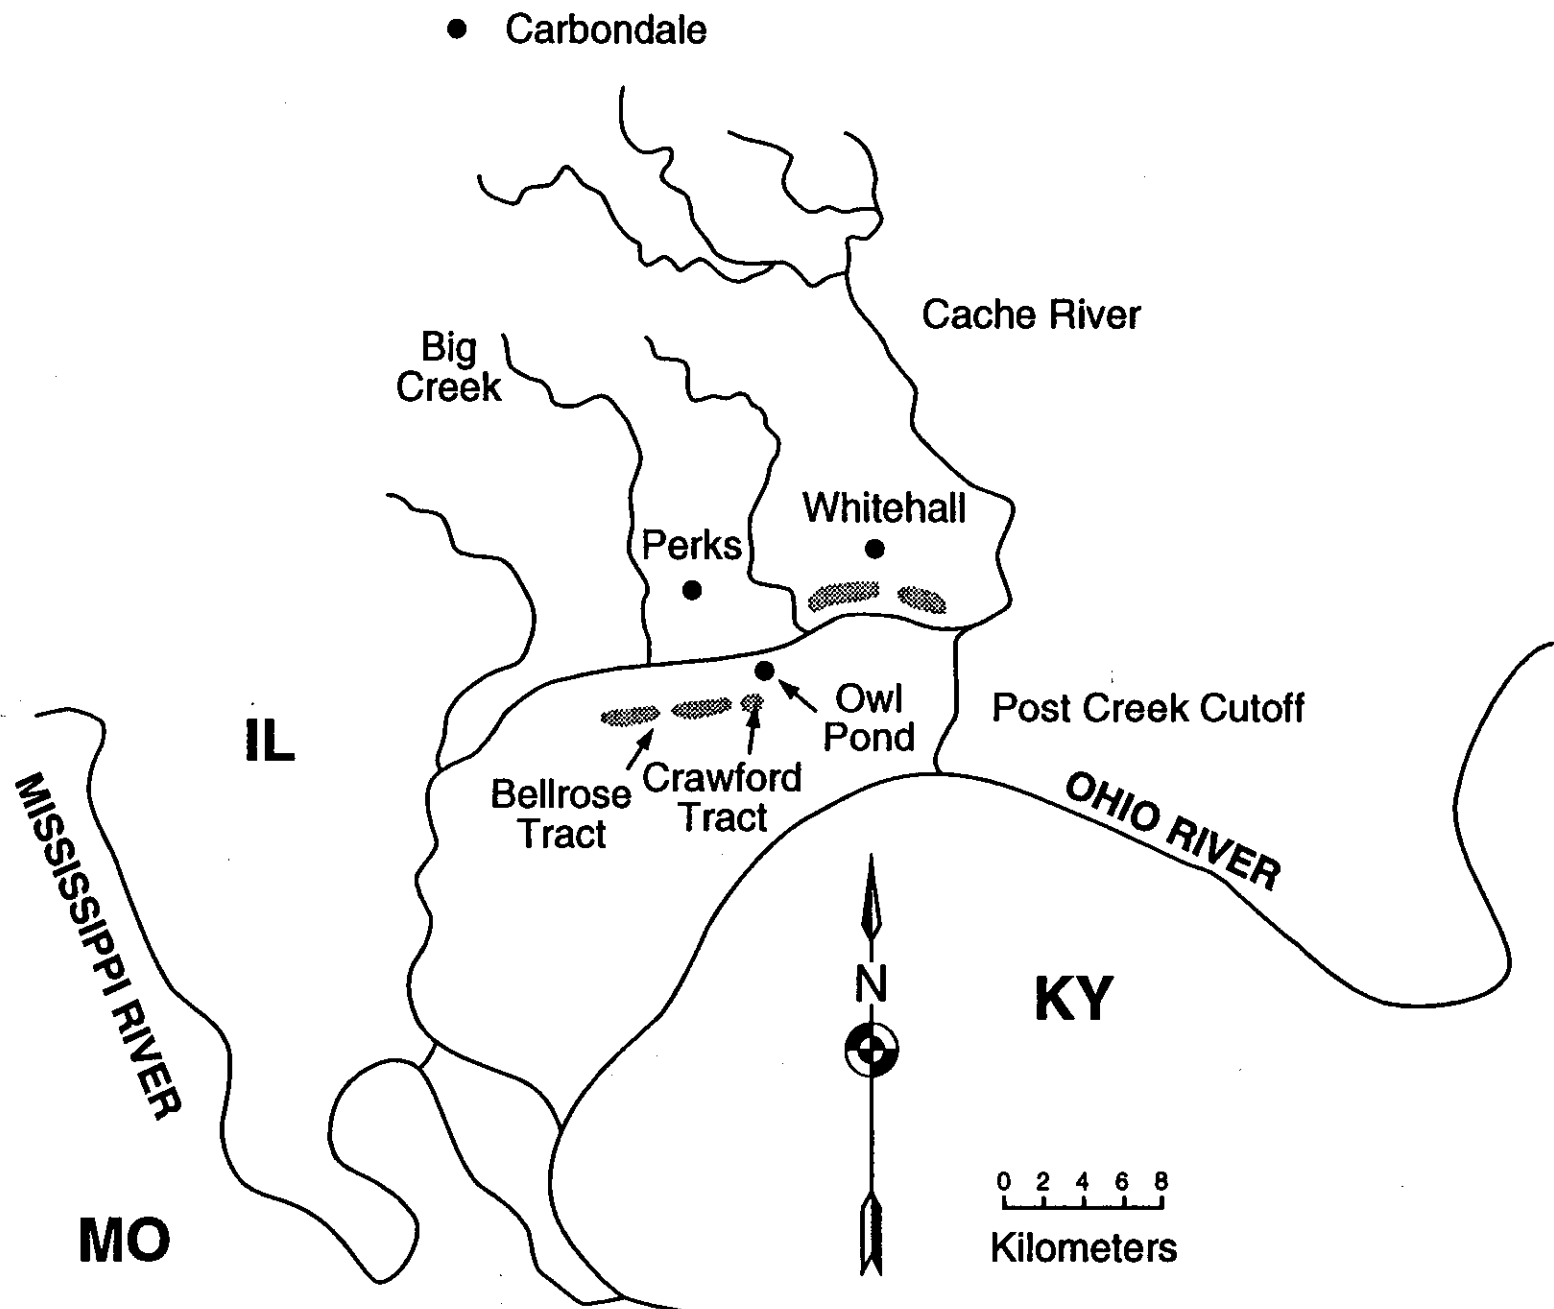 Carbondale
Cache River
Big
Creek
Whitehall
Perks
Owl
Pond
Post Creek Cutoff
IL
Bellrose
Tract
Crawford
Tract
MISSISSIPPI RIVER
OHIO RIVER
N
KY
0 2 4 6 8
Kilometers
MO